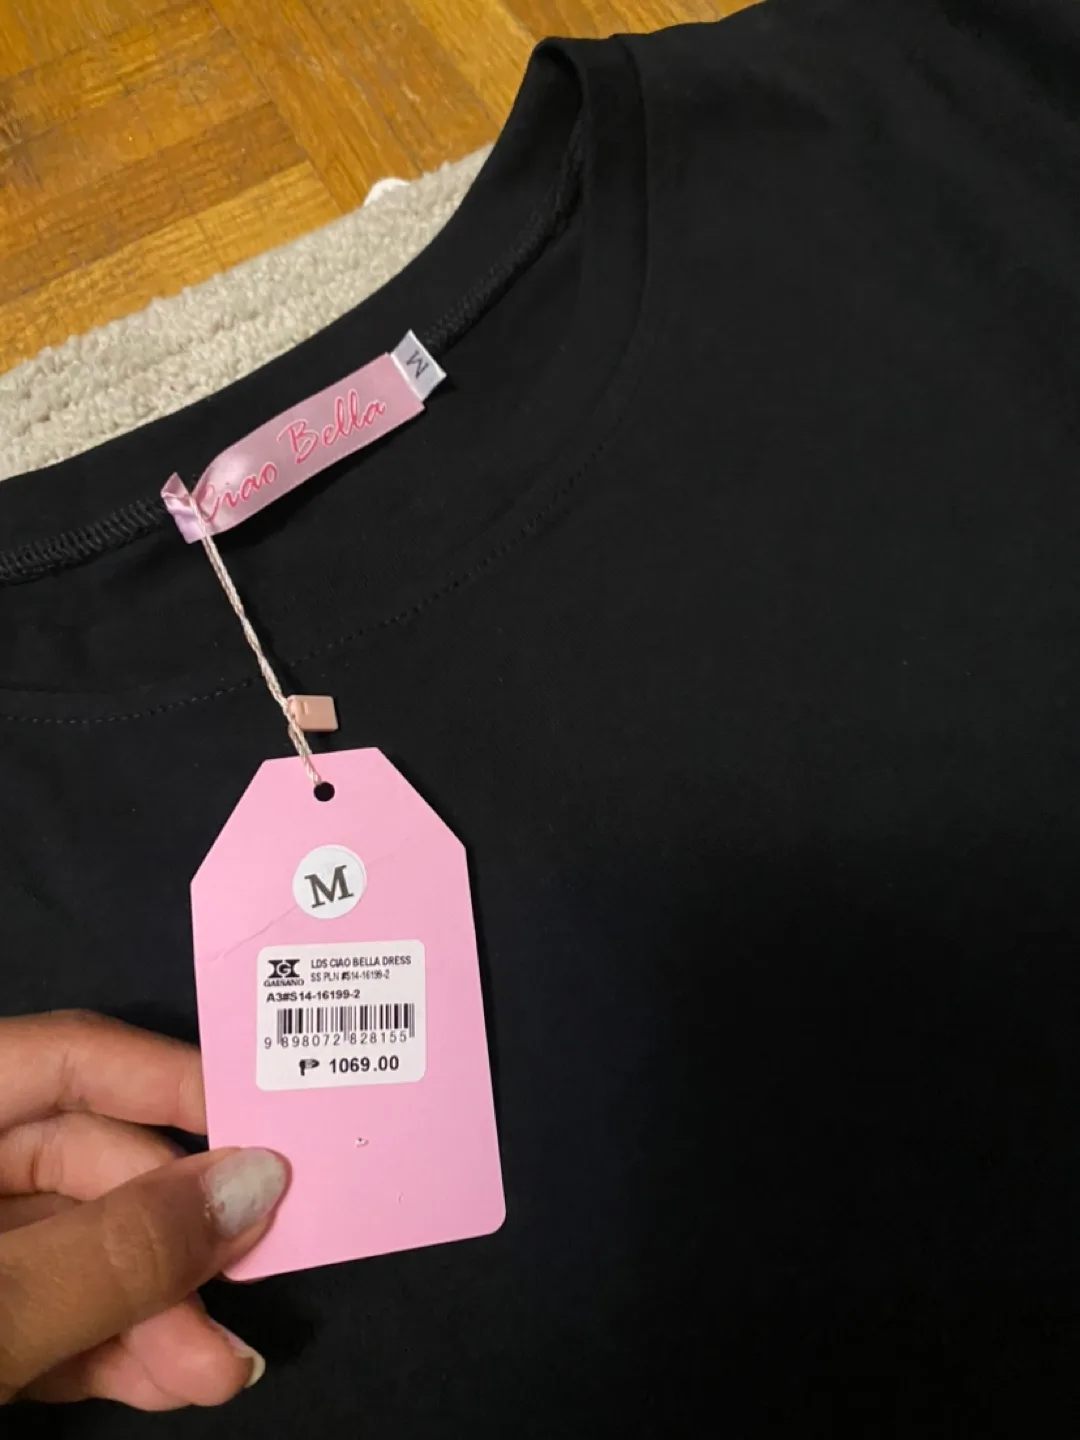 M
Ciao Bella
M
GAISANO
LDS CIAO BELLA DRESS
SS PLN #S14-16199-2
A3#S14-16199-2
9 898072 828155
₱ 1069.00